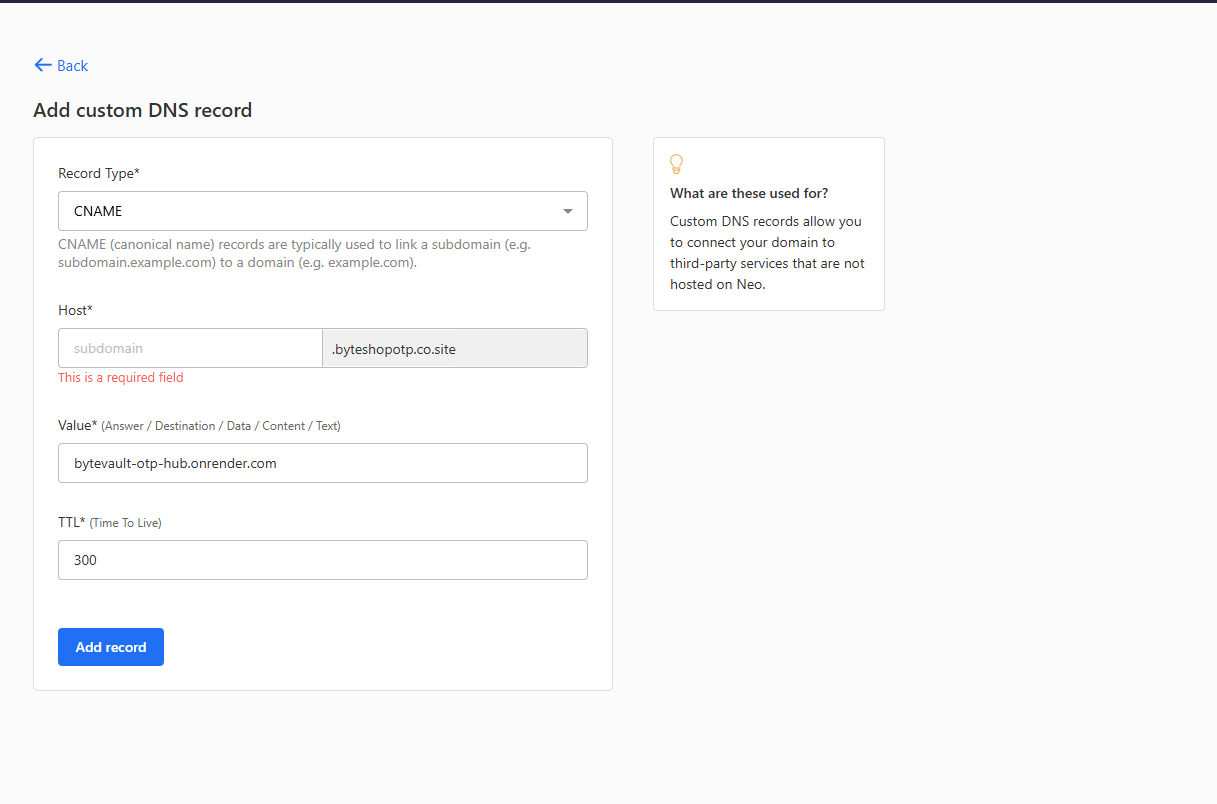 Back
Add custom DNS record
Record Type*
CNAME
CNAME (canonical name) records are typically used to link a subdomain (e.g.
subdomain.example.com) to a domain (e.g. example.com).
Host*
subdomain
.byteshopotp.co.site
This is a required field
Value* (Answer / Destination / Data / Content / Text)
bytevault-otp-hub.onrender.com
TTL* (Time To Live)
300
Add record
What are these used for?
Custom DNS records allow you
to connect your domain to
third-party services that are not
hosted on Neo.